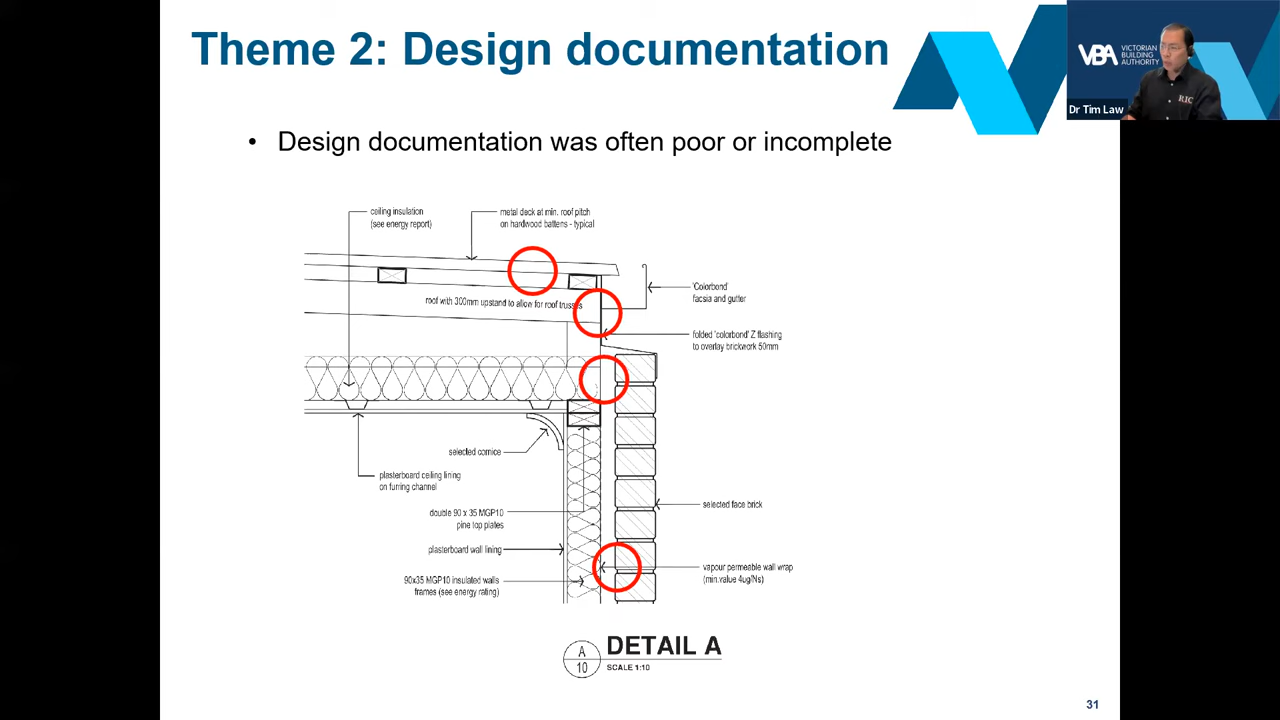 Theme 2: Design documentation
VBA
VICTORIAN
BUILDING
AUTHORITY
RIC
Dr Tim Law
• Design documentation was often poor or incomplete
ceiling insulation
(see energy report)
metal deck at min. roof pitch
on hardwood battens - typical
roof with 300mm upstand to allow for roof trusses
'Colorbond'
facsia and gutter
folded 'colorbond' Z flashing
to overlay brickwork 50mm
selected cornice
plasterboard ceiling lining
on furring channel
double 90 x 35 MGP10
pine top plates
selected face brick
plasterboard wall lining
vapour permeable wall wrap
(min.value 4ug/Ns)
90x35 MGP10 insulated walls
frames (see energy rating)
A
10
DETAIL A
SCALE 1:10
31